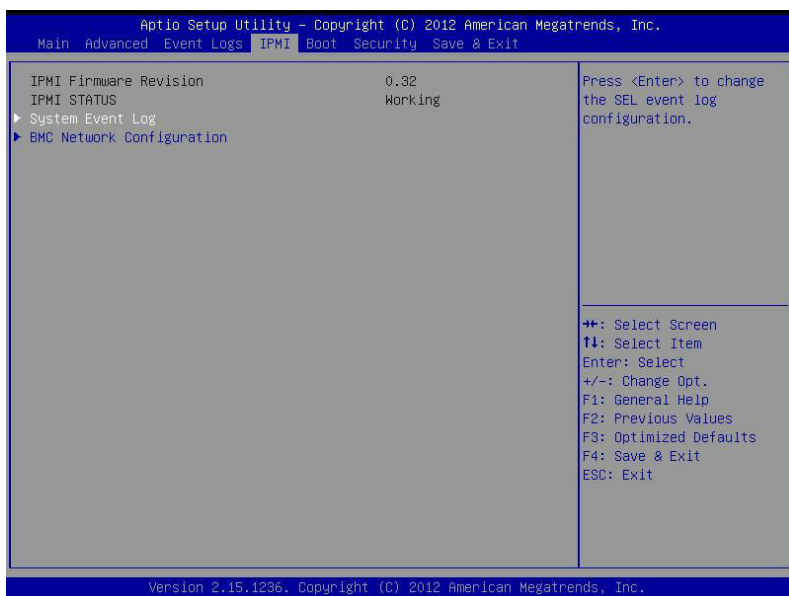 Aptio Setup Utility – Copyright (C) 2012 American Megatrends, Inc.
Main Advanced Event Logs IPMI Boot Security Save & Exit
IPMI Firmware Revision 0.32
IPMI STATUS Working
▶ System Event Log
▶ BMC Network Configuration
Press <Enter> to change
the SEL event log
configuration.
→←: Select Screen
↑↓: Select Item
Enter: Select
+/-: Change Opt.
F1: General Help
F2: Previous Values
F3: Optimized Defaults
F4: Save & Exit
ESC: Exit
Version 2.15.1236. Copyright (C) 2012 American Megatrends, Inc.